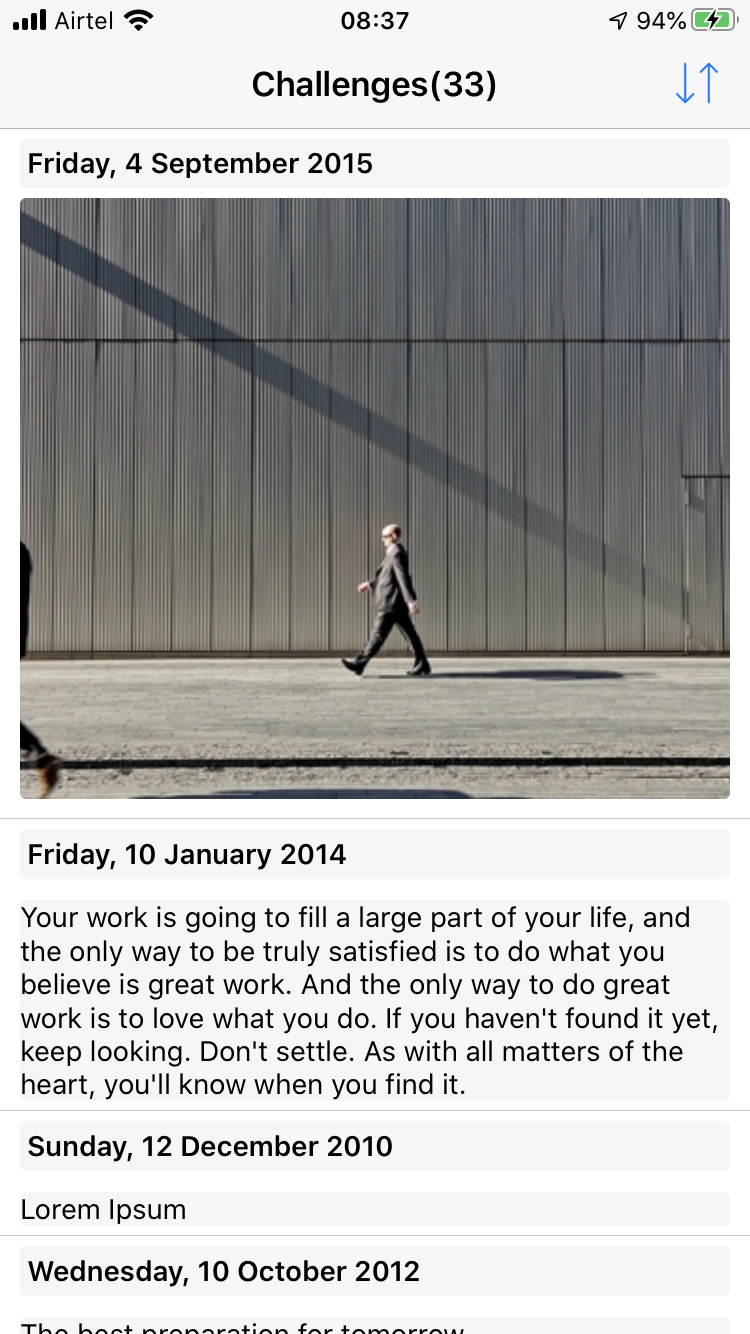 Airtel 08:37 94%
Challenges(33)
Friday, 4 September 2015
Friday, 10 January 2014
Your work is going to fill a large part of your life, and
the only way to be truly satisfied is to do what you
believe is great work. And the only way to do great
work is to love what you do. If you haven't found it yet,
keep looking. Don't settle. As with all matters of the
heart, you'll know when you find it.
Sunday, 12 December 2010
Lorem Ipsum
Wednesday, 10 October 2012
The best preparation for tomorrow